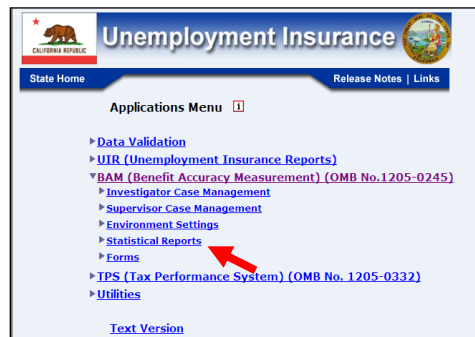 CALIFORNIA REPUBLIC
Unemployment Insurance
State Home
Release Notes | Links
Applications Menu i
Data Validation
UIR (Unemployment Insurance Reports)
BAM (Benefit Accuracy Measurement) (OMB No.1205-0245)
Investigator Case Management
Supervisor Case Management
Environment Settings
Statistical Reports
Forms
TPS (Tax Performance System) (OMB No. 1205-0332)
Utilities
Text Version